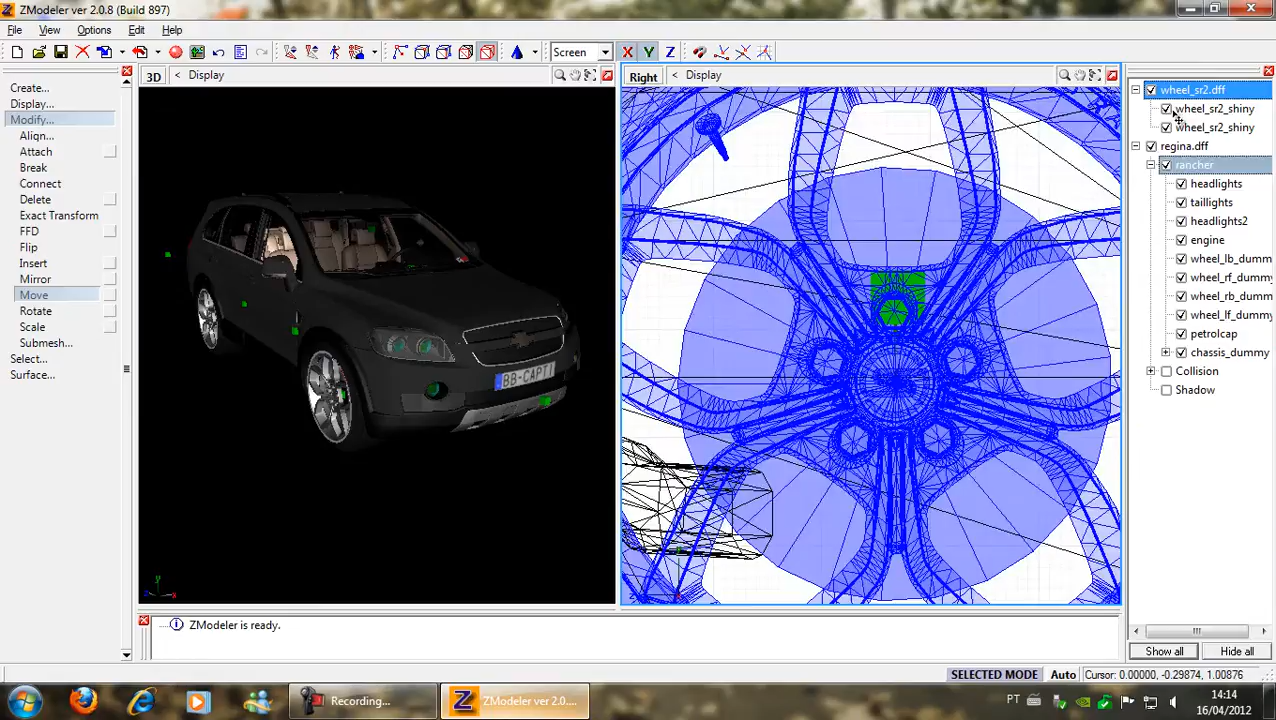 ZModeler ver 2.0.8 (Build 897)
File View Options Edit Help
Screen X Y Z
3D < Display
Right < Display
Create...
Display...
Modify...
Align...
Attach
Break
Connect
Delete
Exact Transform
FFD
Flip
Insert
Mirror
Move
Rotate
Scale
Submesh...
Select...
Surface...
BB-CAPTI
wheel_sr2.dff
wheel_sr2_shiny
wheel_sr2_shiny
regina.dff
rancher
headlights
taillights
headlights2
engine
wheel_lb_dumm
wheel_rf_dummy
wheel_rb_dumm
wheel_lf_dummy
petrolcap
chassis_dummy
Collision
Shadow
Show all Hide all
ZModeler is ready.
SELECTED MODE Auto Cursor: 0.00000, -0.29874, 1.00876
Recording...
ZModeler ver 2.0....
PT
14:14
16/04/2012